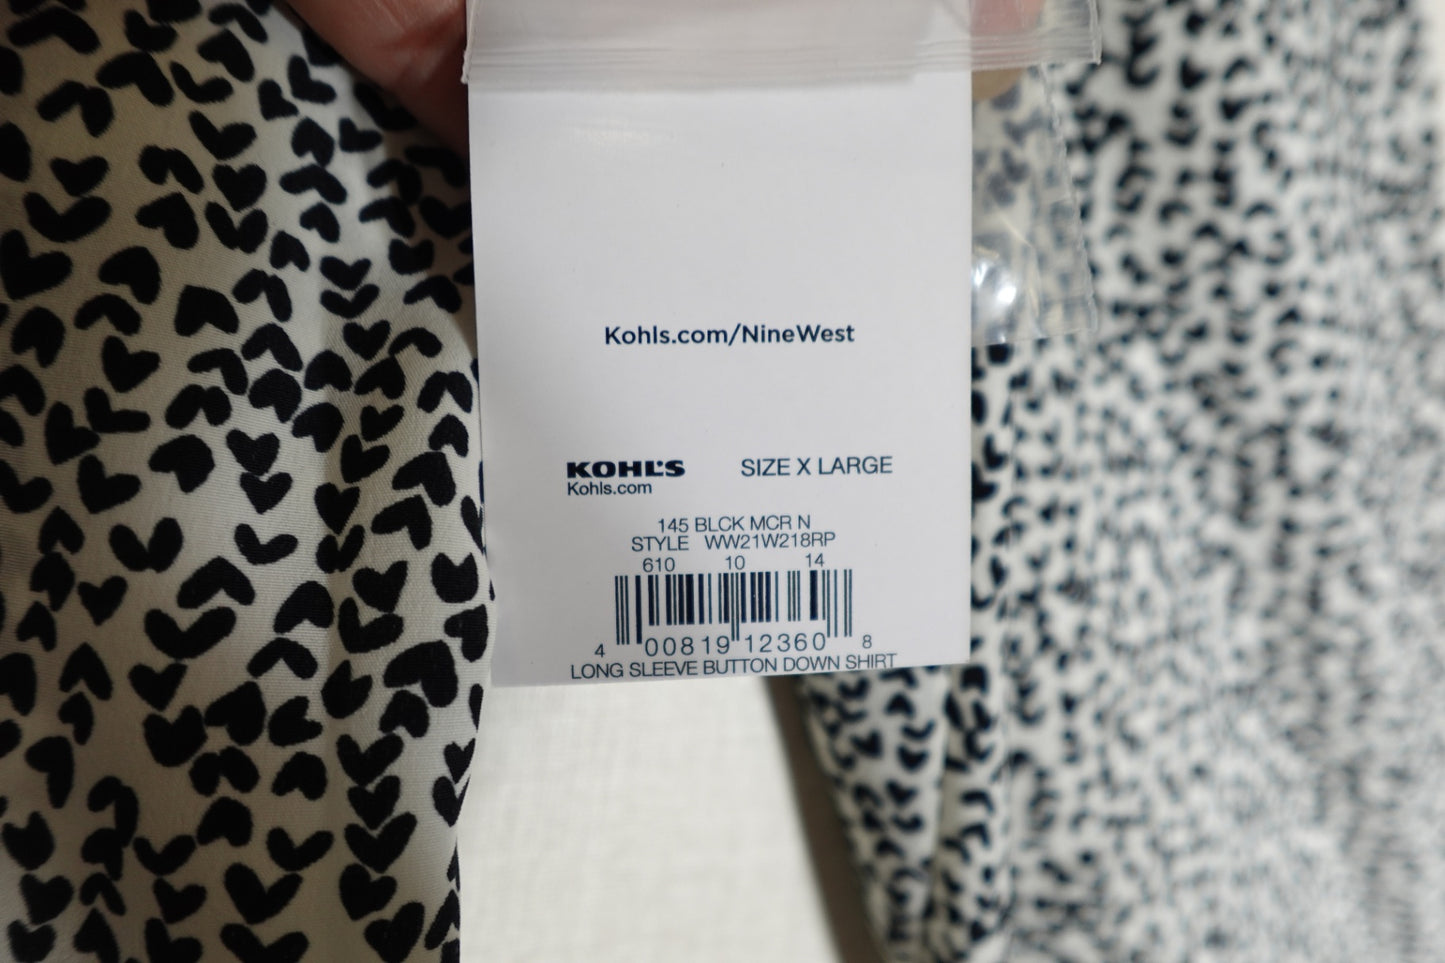 Kohls.com/NineWest
KOHL'S SIZE X LARGE
Kohls.com
145 BLCK MCR N
STYLE WW21W218RP
610 10 14
4 00819 12360 8
LONG SLEEVE BUTTON DOWN SHIRT